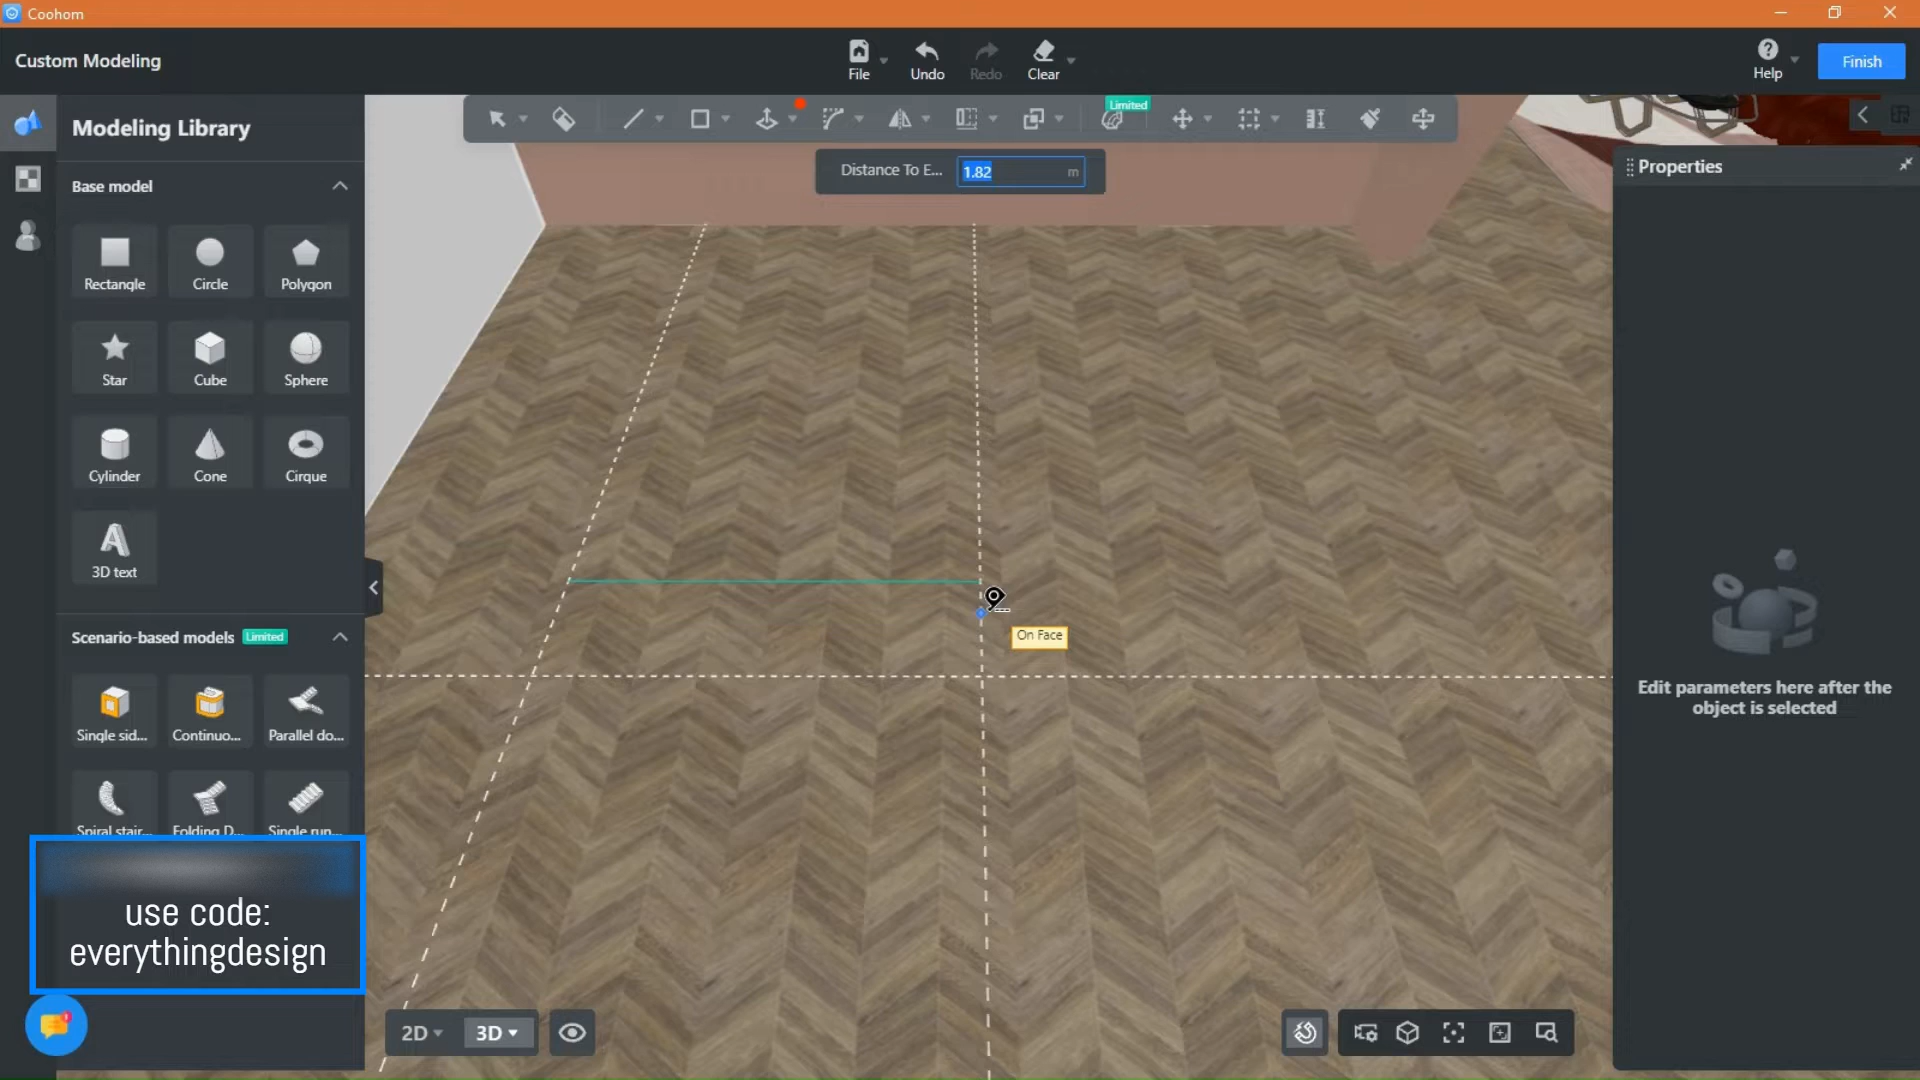 Coohom
Custom Modeling
File
Undo
Redo
Clear
Help
Finish
Modeling Library
Limited
Distance To E...
1.82
m
Properties
Base model
Rectangle
Circle
Polygon
Star
Cube
Sphere
Cylinder
Cone
Cirque
3D text
On Face
Scenario-based models
Limited
Single sid...
Continuo...
Parallel do...
Edit parameters here after the
object is selected
Spiral stair...
Folding D...
Single run...
use code:
everythingdesign
2D
3D